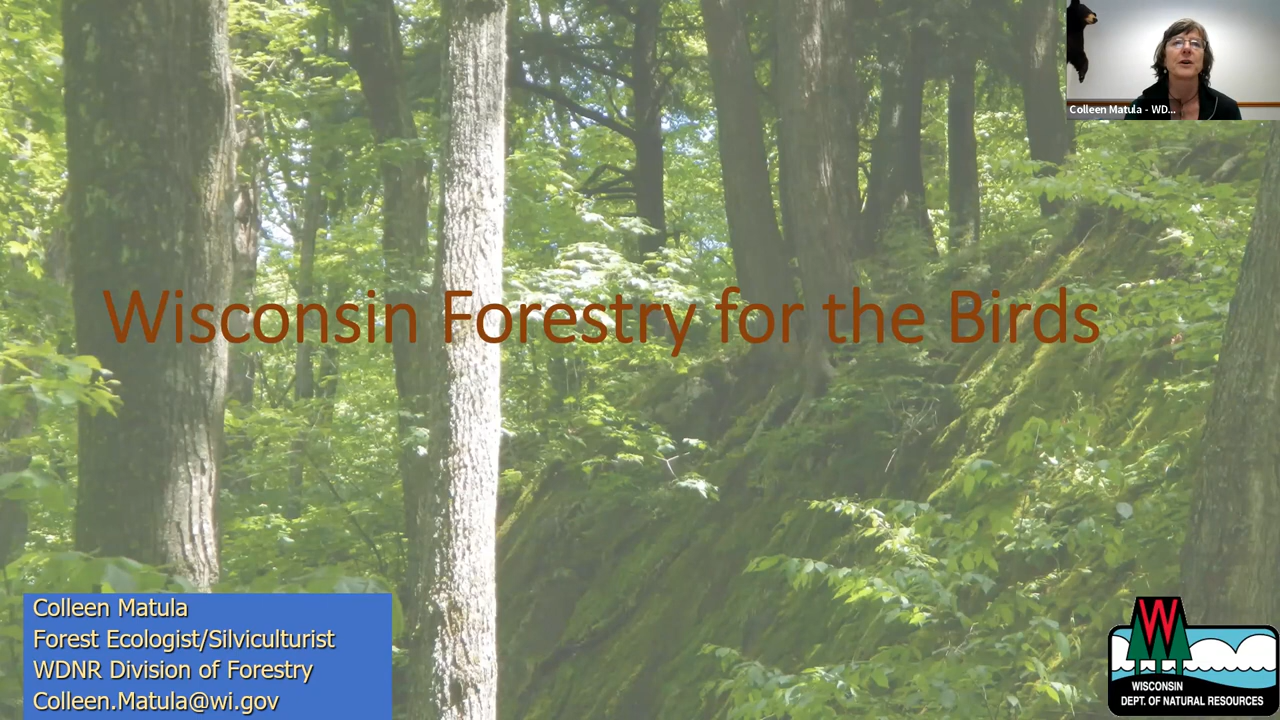 Colleen Matula - WD...
Wisconsin Forestry for the Birds
Colleen Matula
Forest Ecologist/Silviculturist
WDNR Division of Forestry
Colleen.Matula@wi.gov
W
WISCONSIN
DEPT. OF NATURAL RESOURCES